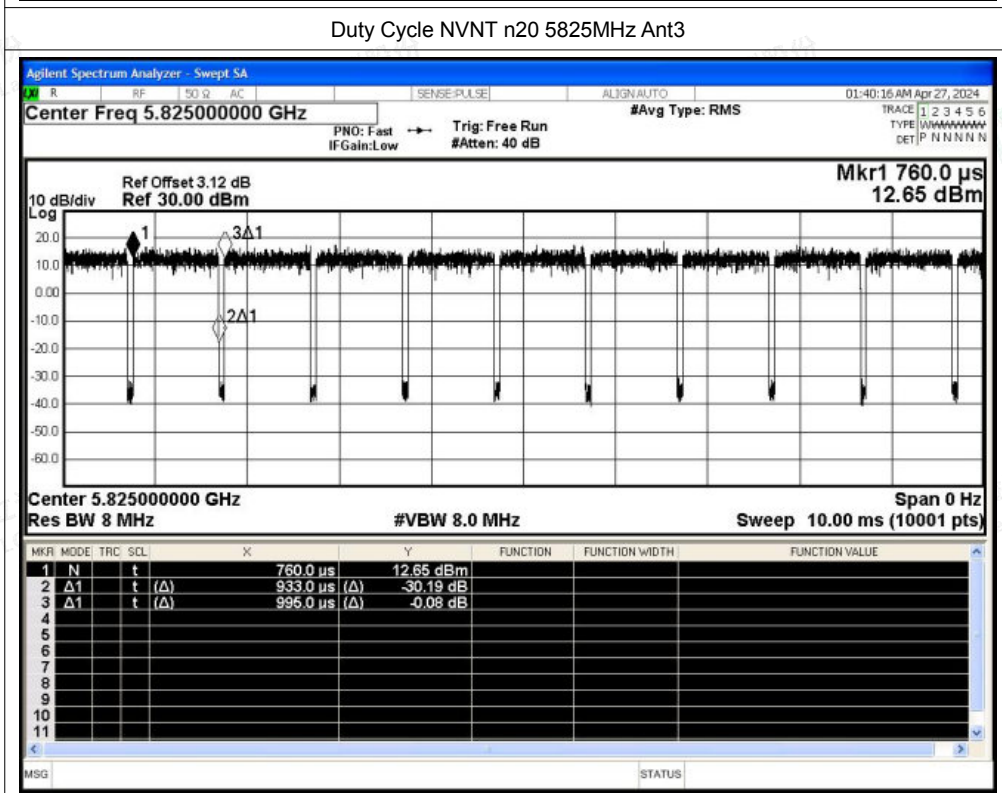 Duty Cycle NVNT n20 5825MHz Ant3
Agilent Spectrum Analyzer - Swept SA
R RF 50 Ω AC SENSE:PULSE ALIGN AUTO 01:40:16 AM Apr 27, 2024
Center Freq 5.825000000 GHz #Avg Type: RMS TRACE 1 2 3 4 5 6
PNO: Fast Trig: Free Run TYPE
IFGain:Low #Atten: 40 dB DET P N N N N N
Mkr1 760.0 µs
Ref Offset 3.12 dB
10 dB/div Ref 30.00 dBm 12.65 dBm
Log
1 3Δ1
20.0
10.0
0.00
2Δ1
-10.0
-20.0
-30.0
-40.0
-50.0
-60.0
Center 5.825000000 GHz Span 0 Hz
Res BW 8 MHz #VBW 8.0 MHz Sweep 10.00 ms (10001 pts)
MKR MODE TRC SCL X Y FUNCTION FUNCTION WIDTH FUNCTION VALUE
1 N t 760.0 µs 12.65 dBm
2 Δ1 t (Δ) 933.0 µs (Δ) -30.19 dB
3 Δ1 t (Δ) 995.0 µs (Δ) -0.08 dB
4
5
6
7
8
9
10
11
MSG STATUS